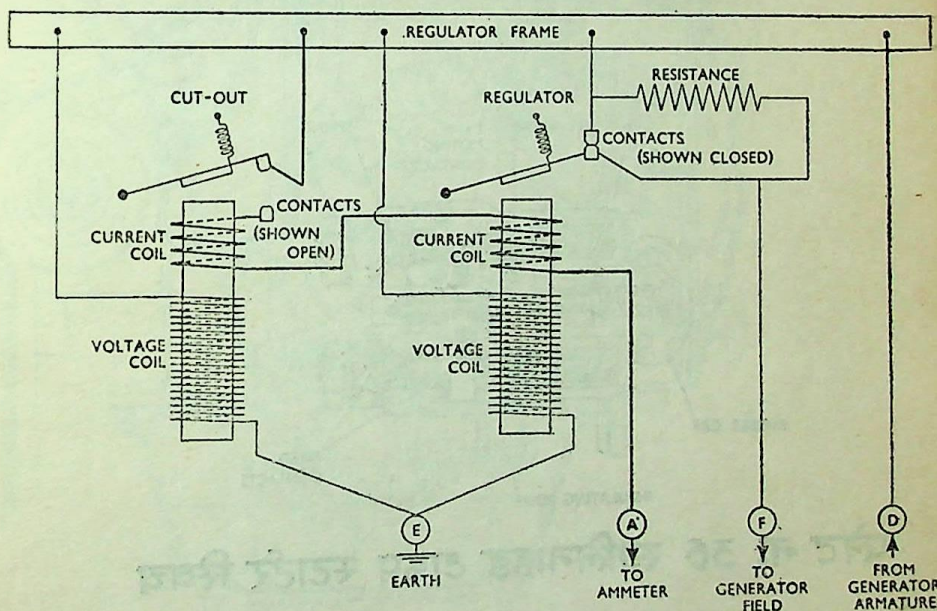 .REGULATOR FRAME
RESISTANCE
CUT-OUT
REGULATOR
CONTACTS
(SHOWN CLOSED)
CONTACTS
(SHOWN
OPEN)
CURRENT
COIL
CURRENT
COIL
VOLTAGE
COIL
VOLTAGE
COIL
E
A
F
D
EARTH
TO
AMMETER
TO
GENERATOR
FIELD
FROM
GENERATOR
ARMATURE